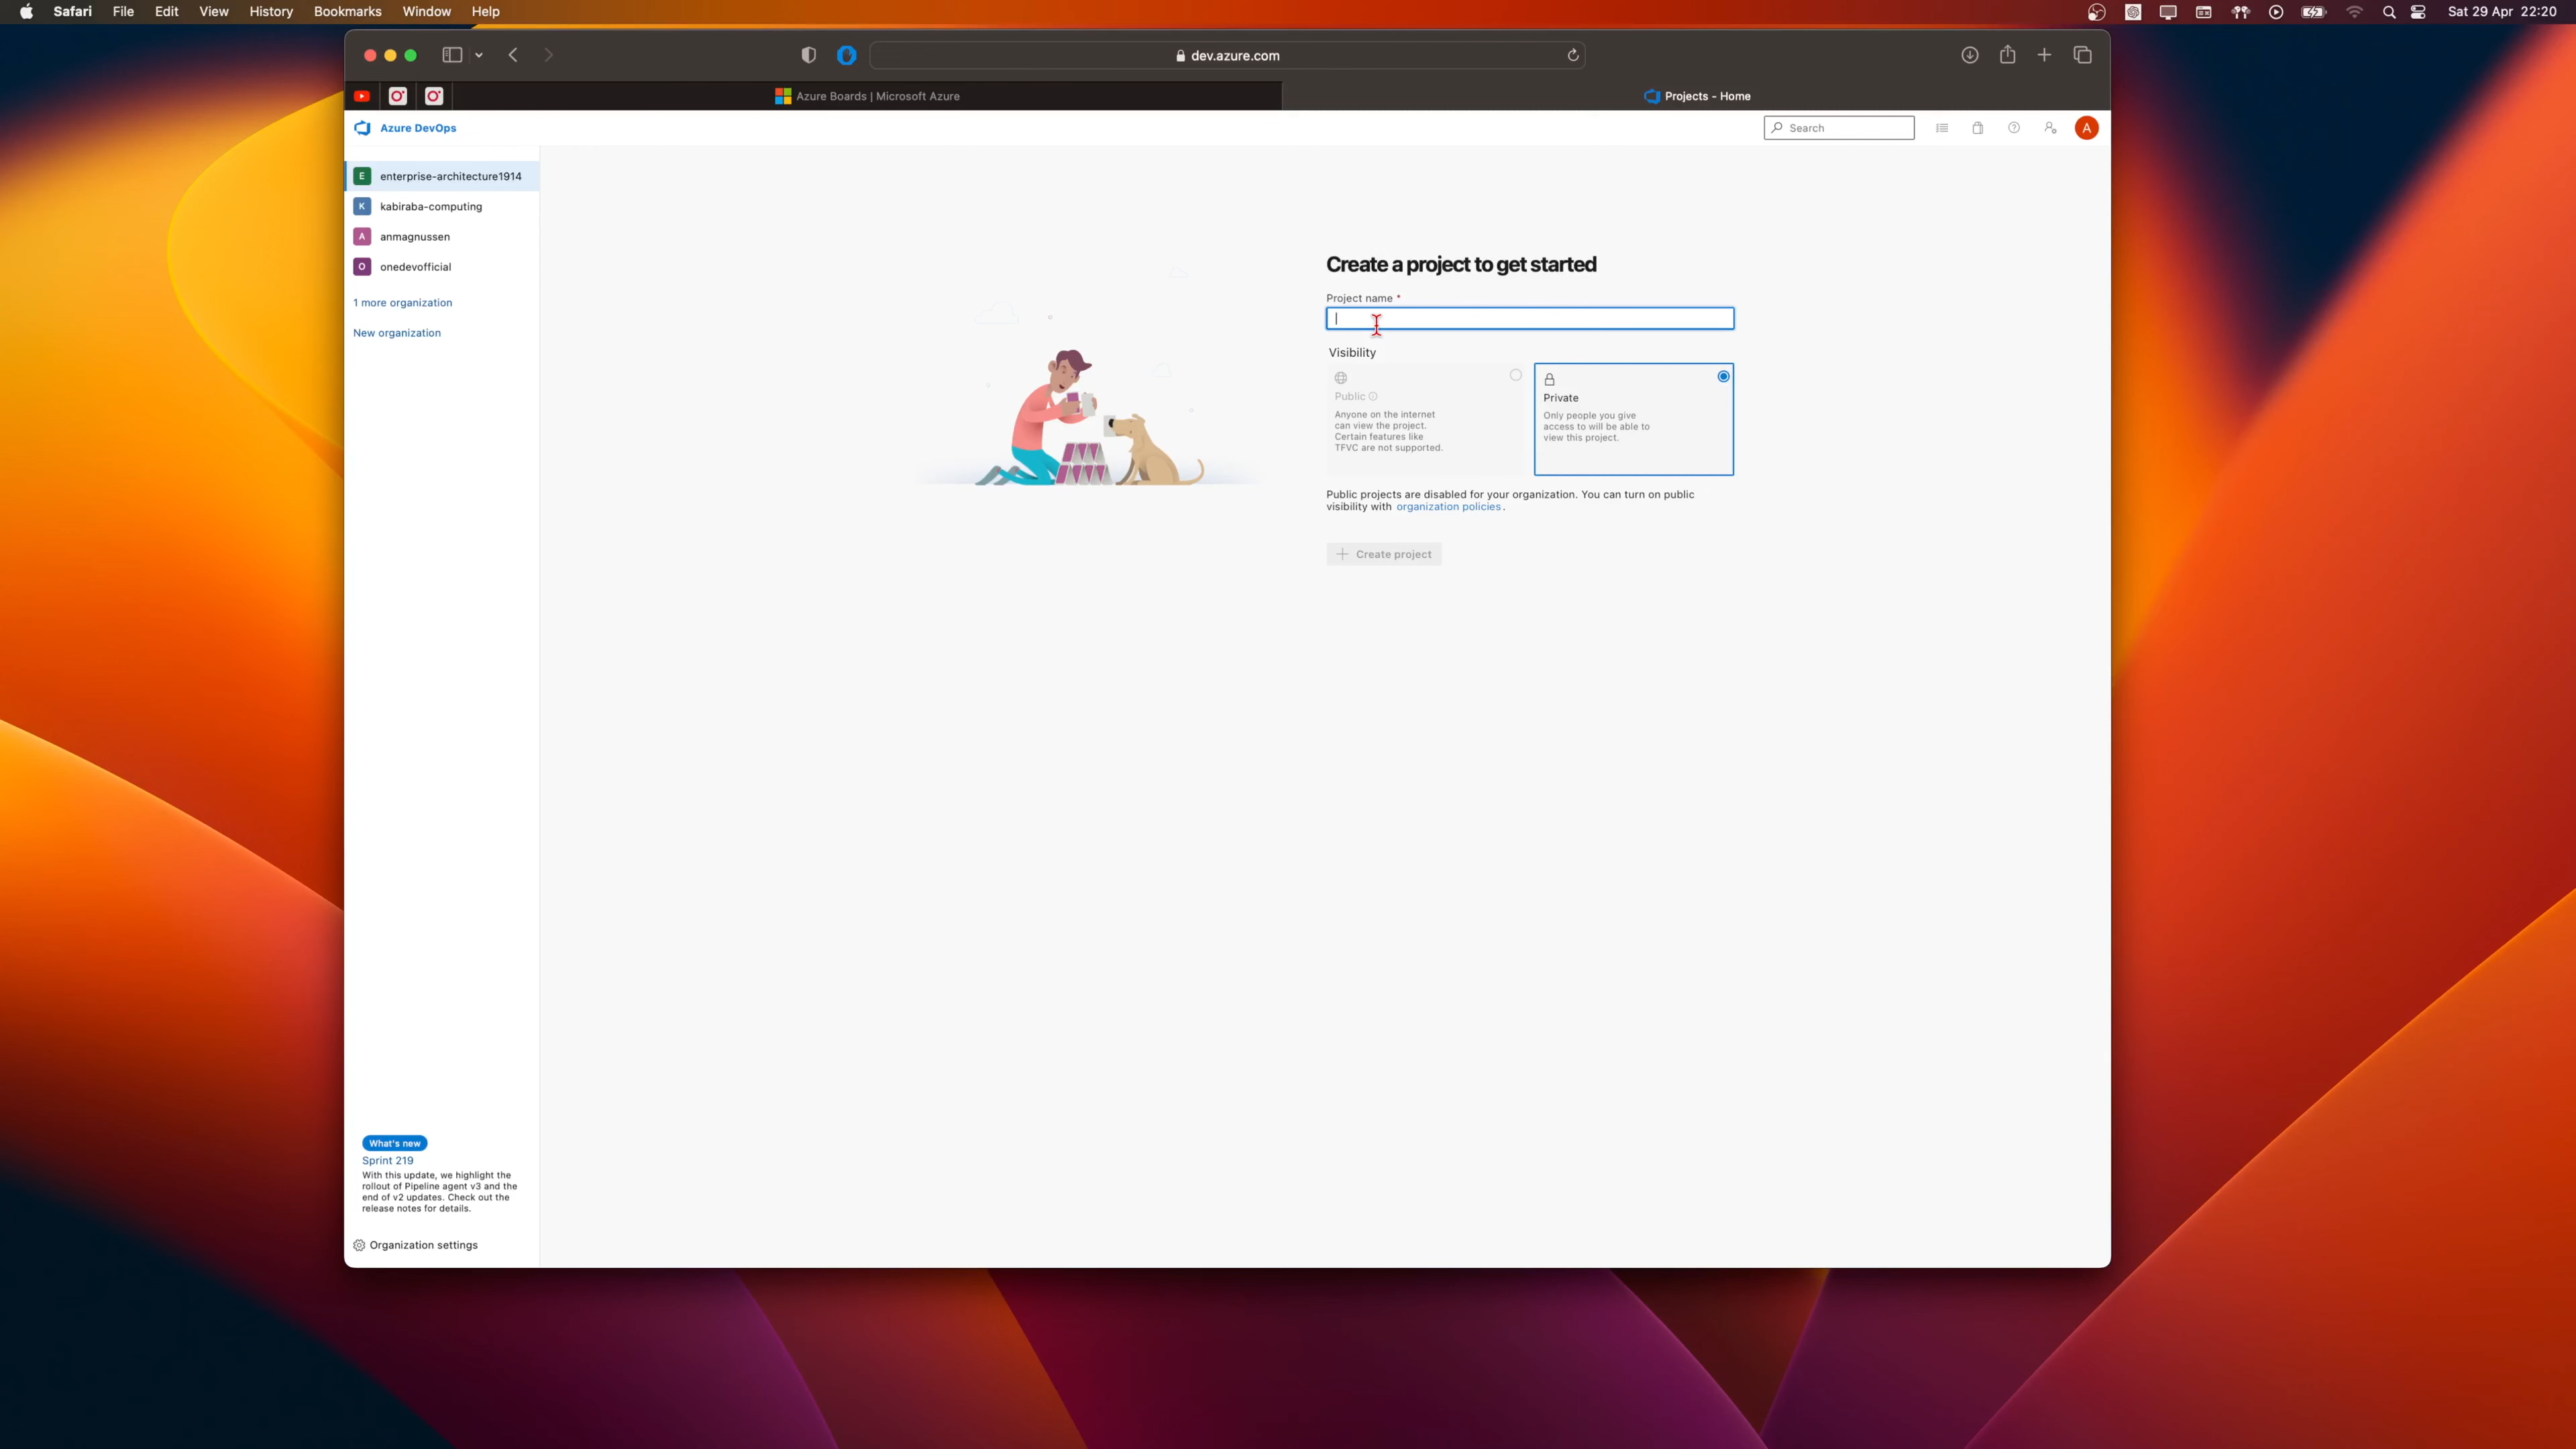 Safari File Edit View History Bookmarks Window Help
Sat 29 Apr 22:20
dev.azure.com
Azure Boards | Microsoft Azure
Projects - Home
Azure DevOps
Search
A
E enterprise-architecture1914
K kabiraba-computing
A anmagnussen
O onedevofficial
1 more organization
New organization
Create a project to get started
Project name *
Visibility
Public
Anyone on the internet
can view the project.
Certain features like
TFVC are not supported.
Private
Only people you give
access to will be able to
view this project.
Public projects are disabled for your organization. You can turn on public
visibility with organization policies.
+ Create project
What's new
Sprint 219
With this update, we highlight the
rollout of Pipeline agent v3 and the
end of v2 updates. Check out the
release notes for details.
Organization settings